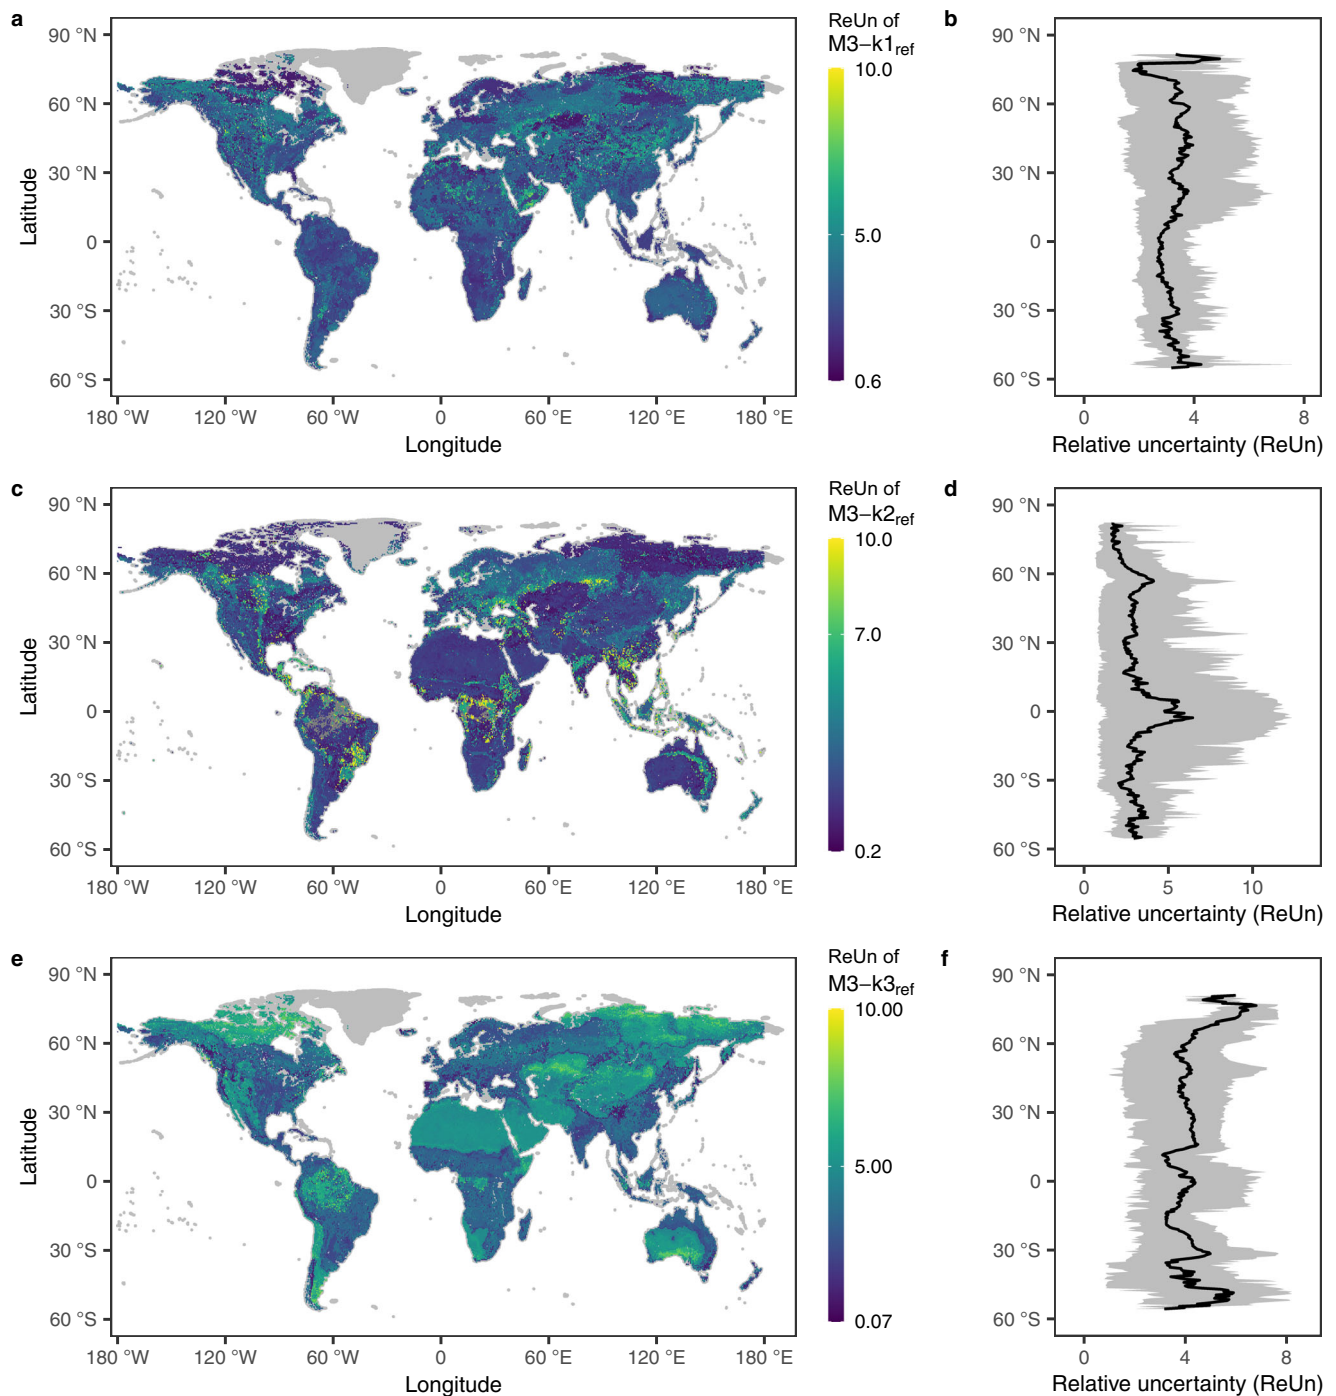 a
ReUn of
M3−k1ref
10.0
5.0
0.6
90 °N
60 °N
30 °N
0
30 °S
60 °S
Latitude
180 °W 120 °W 60 °W 0 60 °E 120 °E 180 °E
Longitude
b
90 °N
60 °N
30 °N
0
30 °S
60 °S
0 4 8
Relative uncertainty (ReUn)
c
ReUn of
M3−k2ref
10.0
7.0
0.2
90 °N
60 °N
30 °N
0
30 °S
60 °S
Latitude
180 °W 120 °W 60 °W 0 60 °E 120 °E 180 °E
Longitude
d
90 °N
60 °N
30 °N
0
30 °S
60 °S
0 5 10
Relative uncertainty (ReUn)
e
ReUn of
M3−k3ref
10.00
5.00
0.07
90 °N
60 °N
30 °N
0
30 °S
60 °S
Latitude
180 °W 120 °W 60 °W 0 60 °E 120 °E 180 °E
Longitude
f
90 °N
60 °N
30 °N
0
30 °S
60 °S
0 4 8
Relative uncertainty (ReUn)